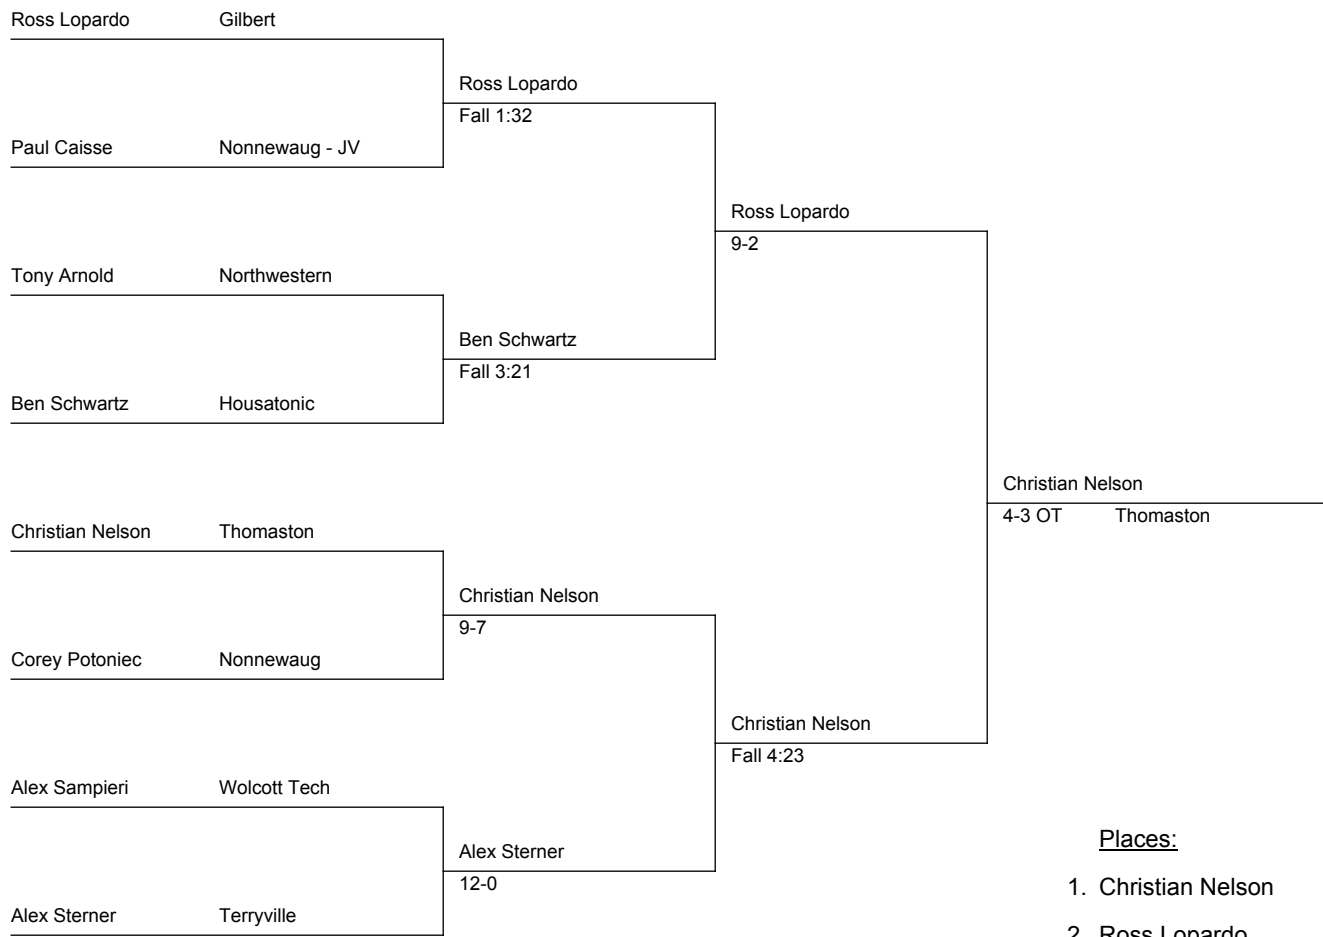 Ross Lopardo Gilbert
Ross Lopardo
Fall 1:32
Paul Caisse Nonnewaug - JV
Ross Lopardo
9-2
Tony Arnold Northwestern
Ben Schwartz
Fall 3:21
Ben Schwartz Housatonic
Christian Nelson
4-3 OT Thomaston
Christian Nelson Thomaston
Christian Nelson
9-7
Corey Potoniec Nonnewaug
Christian Nelson
Fall 4:23
Alex Sampieri Wolcott Tech
Alex Sterner
12-0
Alex Sterner Terryville
Places:
1. Christian Nelson
2. Ross Lopardo